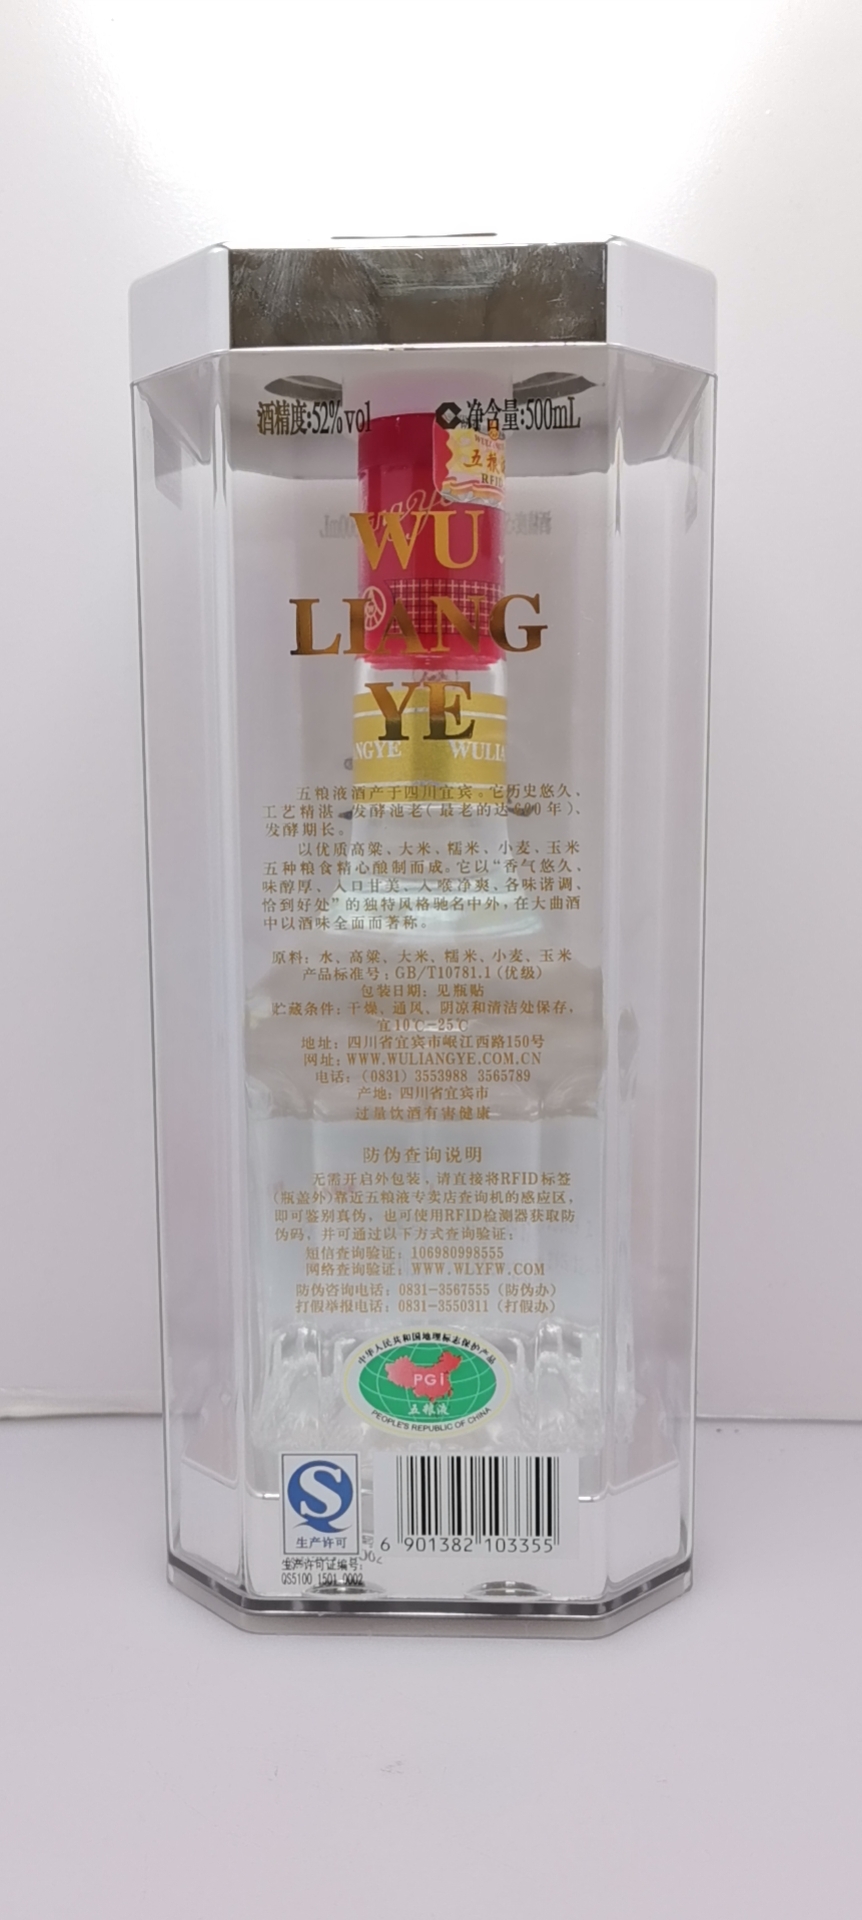 酒精度:52%vol
净含量:500mL
五粮液
RFID
WU
LIANG
YE
NGYE WULIA
五粮液酒产于四川宜宾。它历史悠久、
工艺精湛、发酵池老(最老的达600年)、
发酵期长。
以优质高粱、大米、糯米、小麦、玉米
五种粮食精心酿制而成。它以“香气悠久、
味醇厚、入口甘美、入喉净爽、各味谐调、
恰到好处”的独特风格驰名中外,在大曲酒
中以酒味全面而著称。
原料: 水、高粱、大米、糯米、小麦、玉米
产品标准号: GB/T10781.1(优级)
包装日期: 见瓶贴
贮藏条件: 干燥、通风、阴凉和清洁处保存,
宜10℃-25℃
地址: 四川省宜宾市岷江西路150号
网址: WWW.WULIANGYE.COM.CN
电话: (0831) 3553988 3565789
产地: 四川省宜宾市
过量饮酒有害健康
防伪查询说明
无需开启外包装、请直接将RFID标签
(瓶盖外)靠近五粮液专卖店查询机的感应区,
即可鉴别真伪, 也可使用RFID检测器获取防
伪码, 并可通过以下方式查询验证:
短信查询验证: 106980998555
网络查询验证: WWW.WLYFW.COM
防伪咨询电话: 0831-3567555 (防伪办)
打假举报电话: 0831-3550311 (打假办)
中华人民共和国地理标志保护产品
PGI
五粮液
PEOPLE'S REPUBLIC OF CHINA
生产许可
生产许可证编号:
QS5100 1501 0002
6 901382 103355